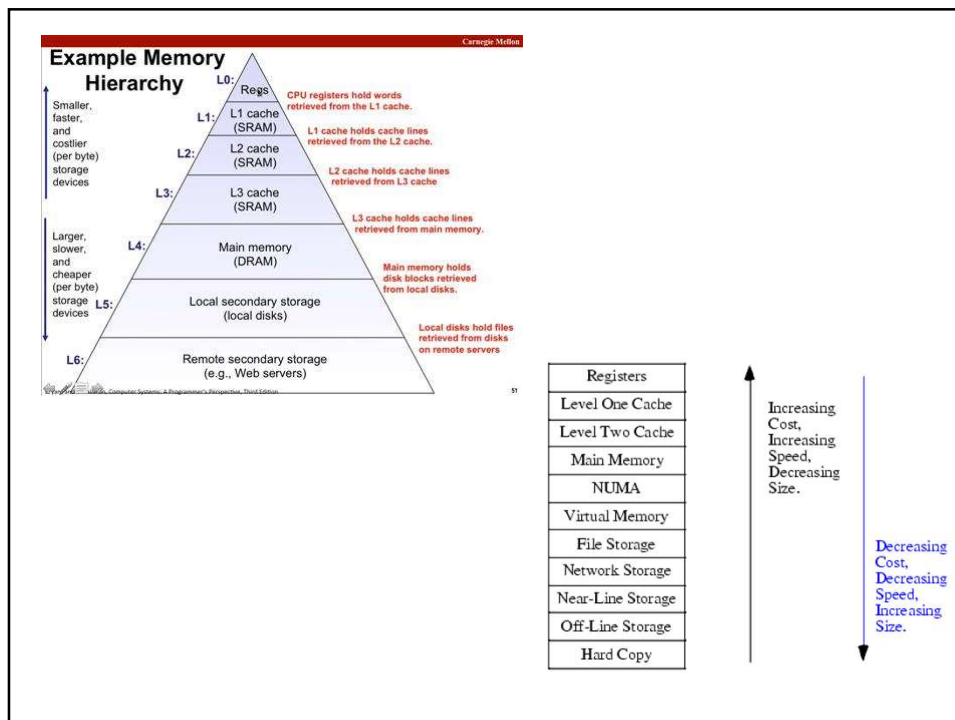 Carnegie Mellon
Example Memory
Hierarchy
Smaller,
faster,
and
costlier
(per byte)
storage
devices
Larger,
slower,
and
cheaper
(per byte)
storage
devices
L0:
Regs
CPU registers hold words
retrieved from the L1 cache.
L1:
L1 cache
(SRAM)
L1 cache holds cache lines
retrieved from the L2 cache.
L2:
L2 cache
(SRAM)
L2 cache holds cache lines
retrieved from L3 cache
L3:
L3 cache
(SRAM)
L3 cache holds cache lines
retrieved from main memory.
L4:
Main memory
(DRAM)
Main memory holds
disk blocks retrieved
from local disks.
L5:
Local secondary storage
(local disks)
Local disks hold files
retrieved from disks
on remote servers
L6:
Remote secondary storage
(e.g., Web servers)
Computer Systems: A Programmer's Perspective, Third Edition
51
Registers
Level One Cache
Level Two Cache
Main Memory
NUMA
Virtual Memory
File Storage
Network Storage
Near-Line Storage
Off-Line Storage
Hard Copy
Increasing
Cost,
Increasing
Speed,
Decreasing
Size.
Decreasing
Cost,
Decreasing
Speed,
Increasing
Size.